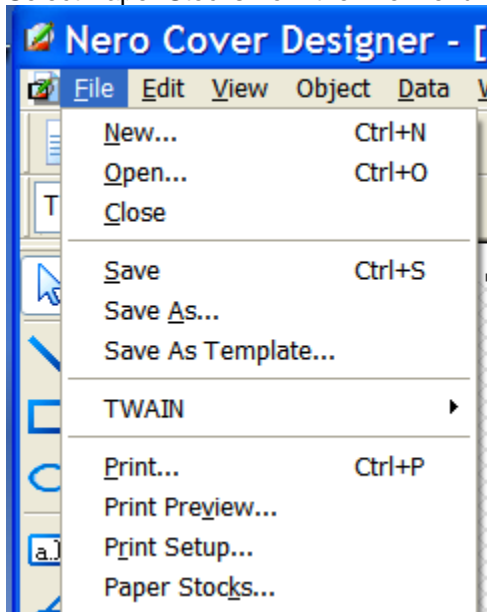 Nero Cover Designer - [
File Edit View Object Data
New... Ctrl+N
Open... Ctrl+O
T
Close
Save Ctrl+S
Save As...
Save As Template...
TWAIN
Print... Ctrl+P
Print Preview...
Print Setup...
a
Paper Stocks...